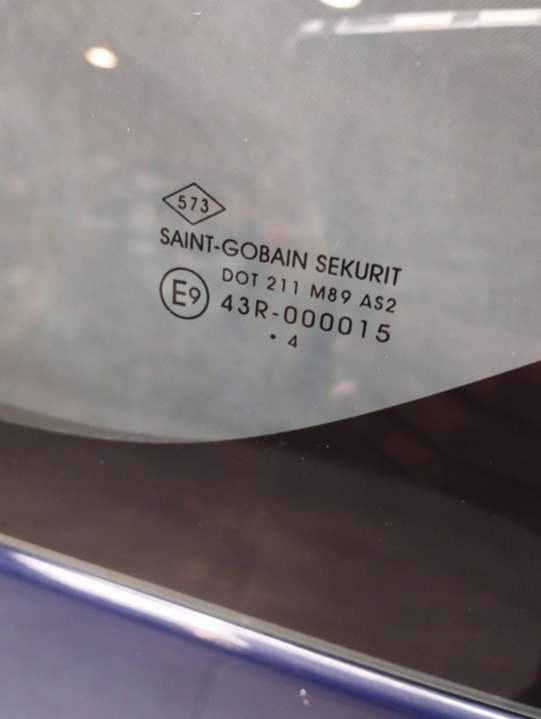 573
SAINT-GOBAIN SEKURIT
DOT 211 M89 AS2
E9 43R-000015
• 4